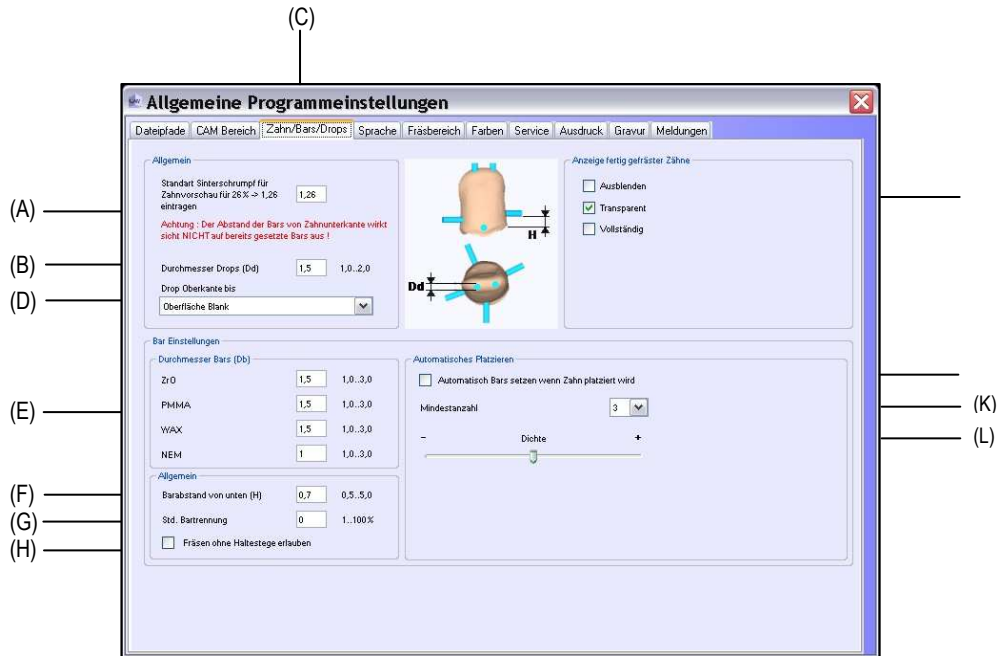 (C)
Allgemeine Programmeinstellungen
Dateipfade CAM Bereich Zahn/Bars/Drops Sprache Fräsbereich Farben Service Ausdruck Gravur Meldungen
Allgemein
Standart Sinterschrumpf für
Zahnvorschau für 26% -> 1,26
eintragen
1,26
Achtung : Der Abstand der Bars von Zahnunterkante wirkt
sicht NICHT auf bereits gesetzte Bars aus !
Durchmesser Drops (Dd) 1,5 1,0..2,0
Drop Oberkante bis
Oberfläche Blank
H
Dd
Anzeige fertig gefräster Zähne
Ausblenden
Transparent
Vollständig
(A)
(B)
(D)
Bar Einstellungen
Durchmesser Bars (Db)
ZrO 1,5 1,0..3,0
PMMA 1,5 1,0..3,0
WAX 1,5 1,0..3,0
NEM 1 1,0..3,0
(E)
Allgemein
Barabstand von unten (H) 0,7 0,5..5,0
Std. Bartrennung 0 1..100%
Fräsen ohne Haltestege erlauben
(F)
(G)
(H)
Automatisches Platzieren
Automatisch Bars setzen wenn Zahn platziert wird
Mindestanzahl 3
- Dichte +
(K)
(L)